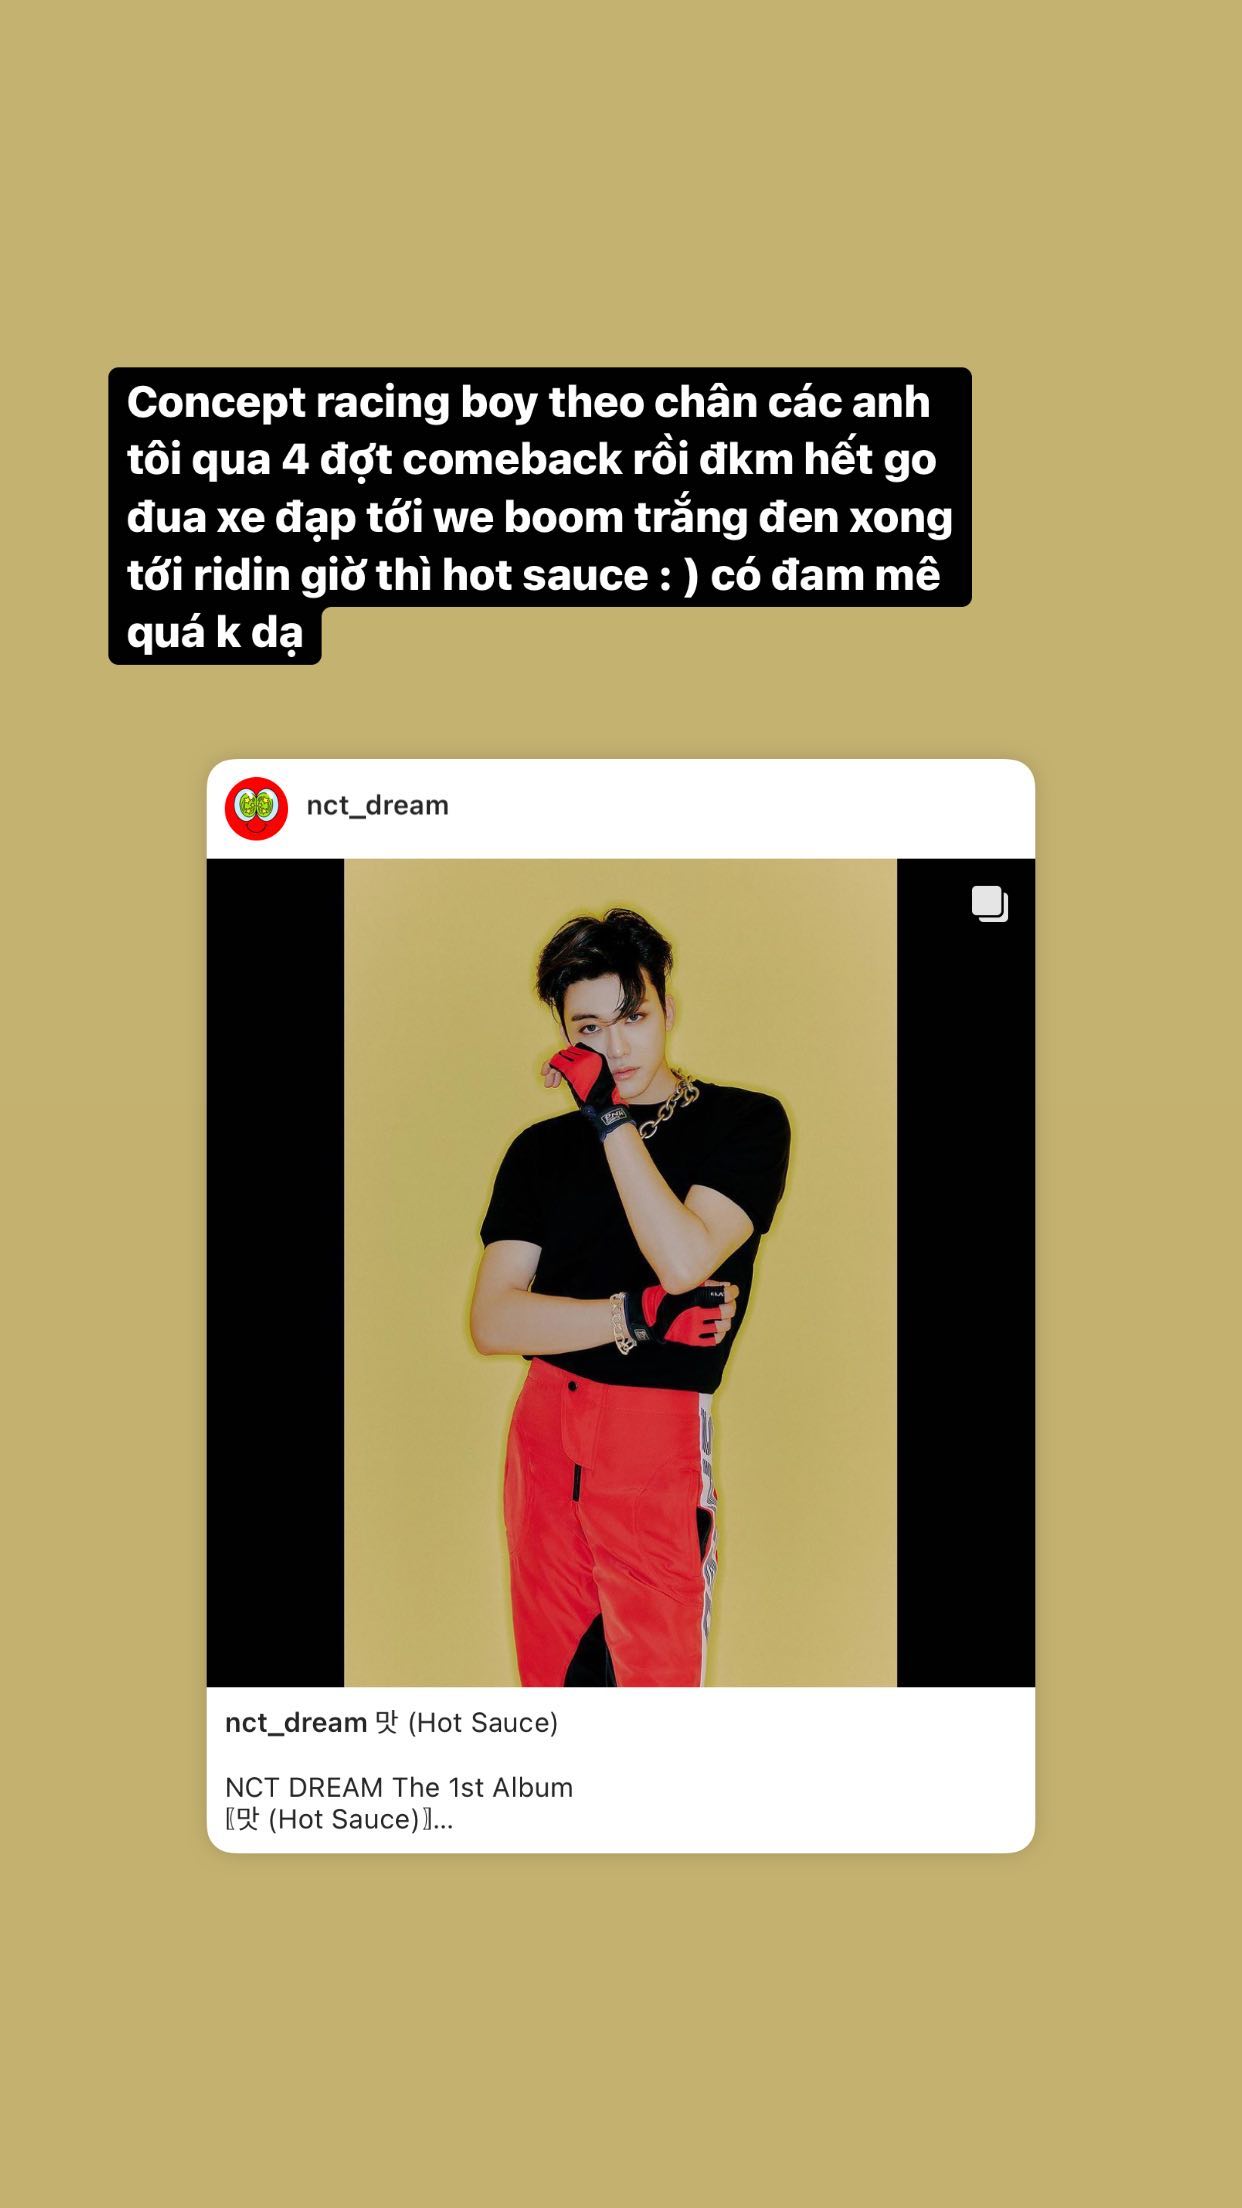 Concept racing boy theo chân các anh
tôi qua 4 đợt comeback rồi đkm hết go
đua xe đạp tới we boom trắng đen xong
tới ridin giờ thì hot sauce : ) có đam mê
quá k dạ
nct_dream
nct_dream 맛 (Hot Sauce)
NCT DREAM The 1st Album
〖맛 (Hot Sauce)〗...